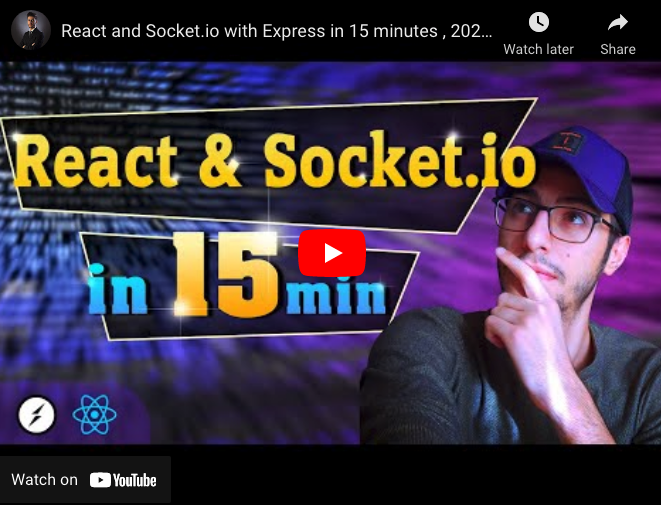 React and Socket.io with Express in 15 minutes , 202...
Watch later
Share
React & Socket.io
in 15 min
Watch on YouTube